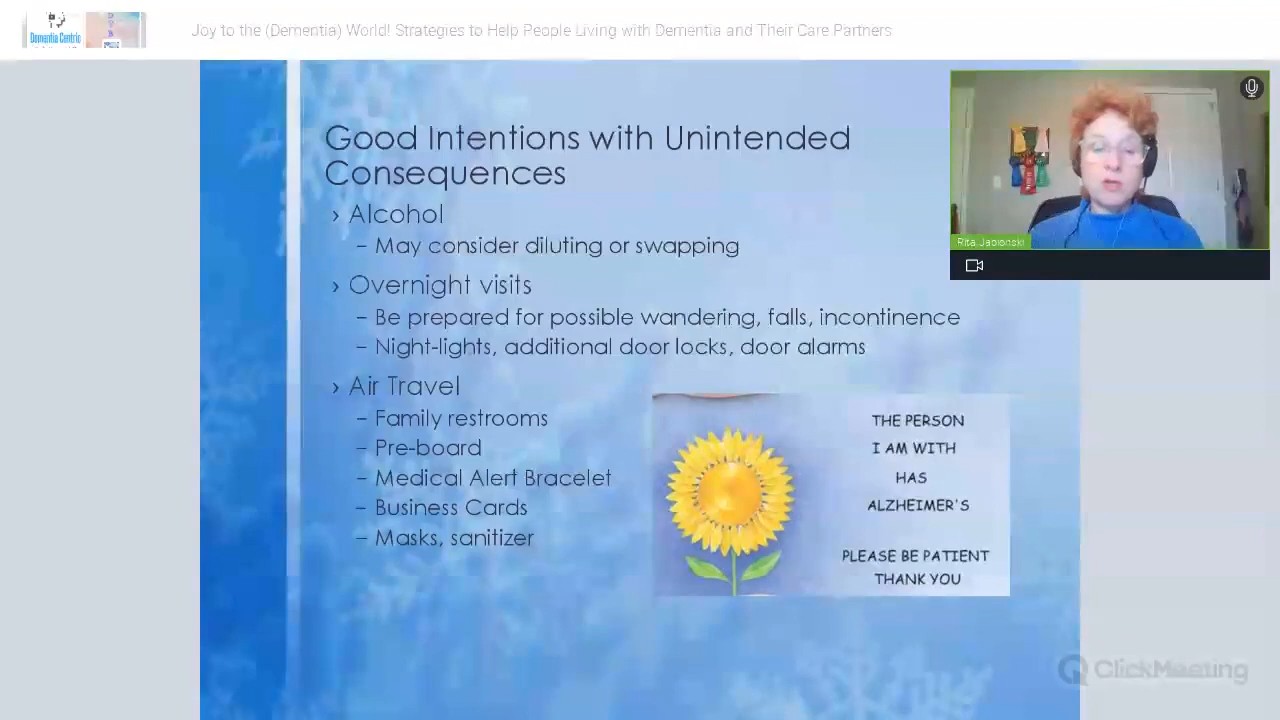 Dementia Centric
Joy to the (Dementia) World! Strategies to Help People Living with Dementia and Their Care Partners
Good Intentions with Unintended
Consequences
› Alcohol
– May consider diluting or swapping
› Overnight visits
– Be prepared for possible wandering, falls, incontinence
– Night-lights, additional door locks, door alarms
› Air Travel
– Family restrooms
– Pre-board
– Medical Alert Bracelet
– Business Cards
– Masks, sanitizer
THE PERSON
I AM WITH
HAS
ALZHEIMER'S
PLEASE BE PATIENT
THANK YOU
Rita.Jablonski
ClickMeeting